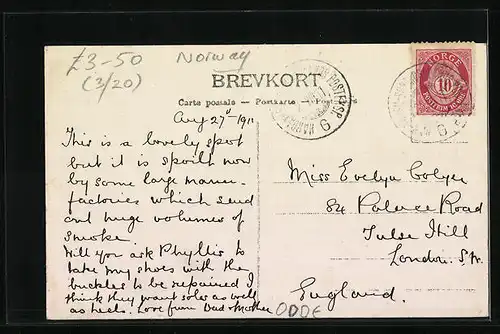 £3-50
(3/20)
Norway
BREVKORT
Carte postale – Postkarte – Post
NORGE
10
POSTFRIM
Aug 27th 1911
This is a lovely spot
but it is spoilt now
by some large manu-
factories which send
out huge volumes of
smoke.
Will you ask Phyllis to
take my shoes with the
buckles to be repaired I
think they want soles as well
as heels. Love from Dad & Mother
Miss Evelyn Colyer
84 Palace Road
Tulse Hill
London. S.W.
England.
ODDE